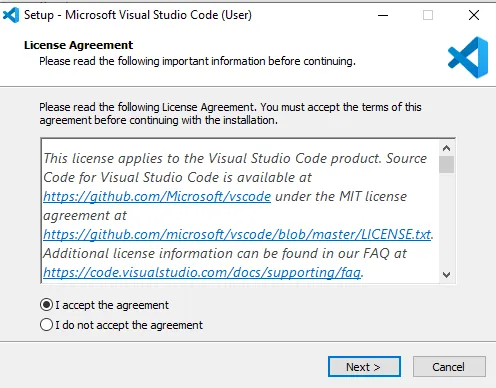 Setup - Microsoft Visual Studio Code (User)
License Agreement
Please read the following important information before continuing.
Please read the following License Agreement. You must accept the terms of this
agreement before continuing with the installation.
This license applies to the Visual Studio Code product. Source
Code for Visual Studio Code is available at
https://github.com/Microsoft/vscode under the MIT license
agreement at
https://github.com/microsoft/vscode/blob/master/LICENSE.txt.
Additional license information can be found in our FAQ at
https://code.visualstudio.com/docs/supporting/faq.
I accept the agreement
I do not accept the agreement
Next >
Cancel